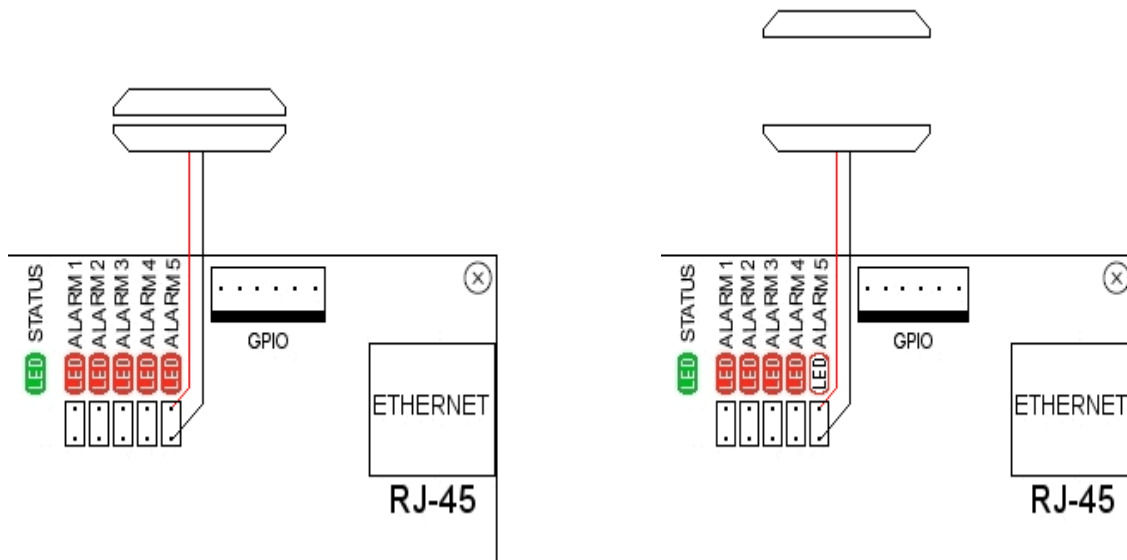 STATUS
ALARM 1
ALARM 2
ALARM 3
ALARM 4
ALARM 5
LED
LED
LED
LED
LED
LED
GPIO
ETHERNET
RJ-45
STATUS
ALARM 1
ALARM 2
ALARM 3
ALARM 4
ALARM 5
LED
LED
LED
LED
LED
LED
GPIO
ETHERNET
RJ-45